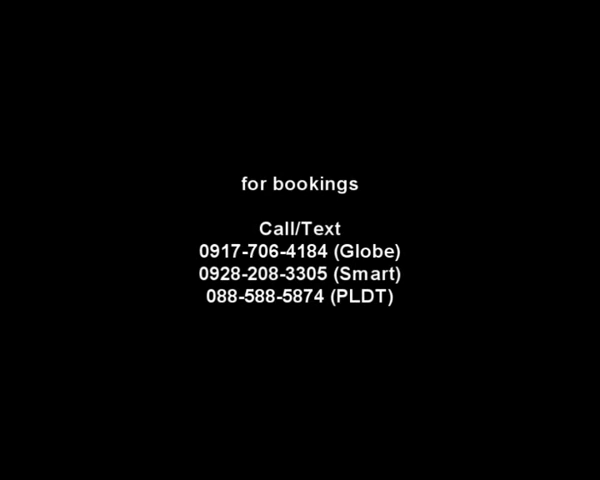 for bookings
Call/Text
0917-706-4184 (Globe)
0928-208-3305 (Smart)
088-588-5874 (PLDT)